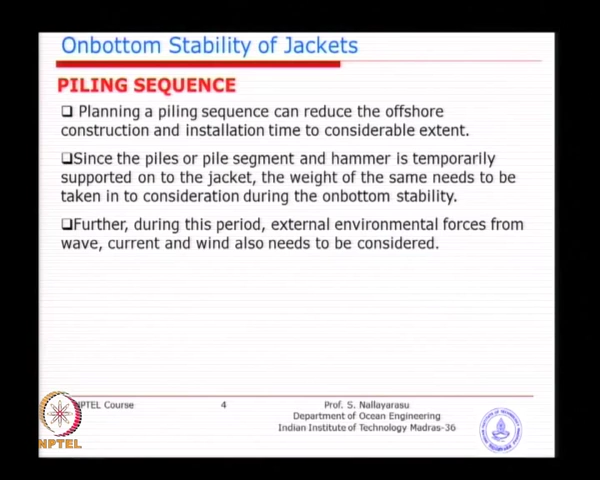 Onbottom Stability of Jackets
PILING SEQUENCE
❑ Planning a piling sequence can reduce the offshore
construction and installation time to considerable extent.
❑Since the piles or pile segment and hammer is temporarily
supported on to the jacket, the weight of the same needs to be
taken in to consideration during the onbottom stability.
❑Further, during this period, external environmental forces from
wave, current and wind also needs to be considered.
NPTEL Course 4 Prof. S. Nallayarasu
Department of Ocean Engineering
Indian Institute of Technology Madras-36
NPTEL